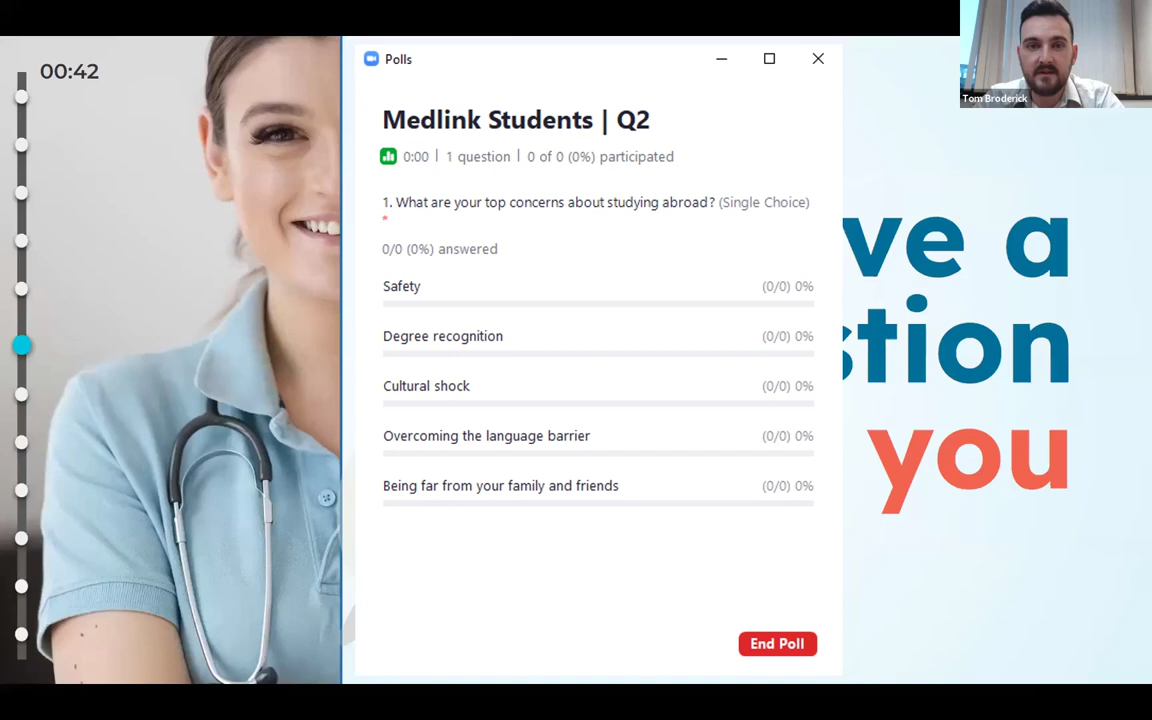 00:42
Polls
Medlink Students | Q2
0:00 | 1 question | 0 of 0 (0%) participated
1. What are your top concerns about studying abroad? (Single Choice)
*
0/0 (0%) answered
Safety (0/0) 0%
Degree recognition (0/0) 0%
Cultural shock (0/0) 0%
Overcoming the language barrier (0/0) 0%
Being far from your family and friends (0/0) 0%
End Poll
ve a
stion
you
Tom Broderick